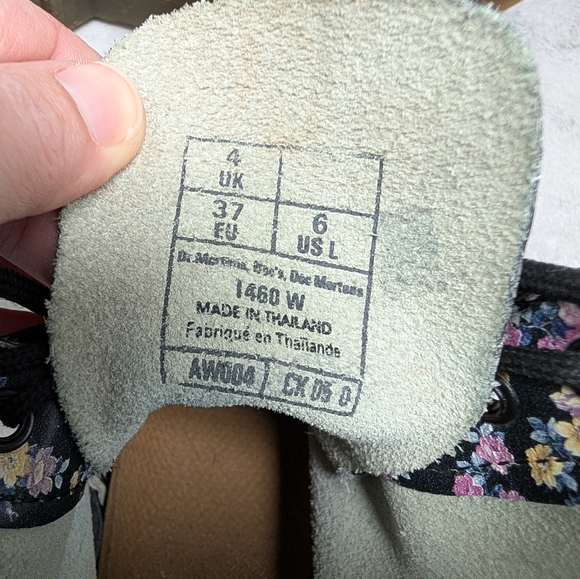 4
UK
37
EU
6
US L
Dr. Martens, Doc's, Doc Martens
1460 W
MADE IN THAILAND
Fabriqué en Thaïlande
AW004 CK 05 D